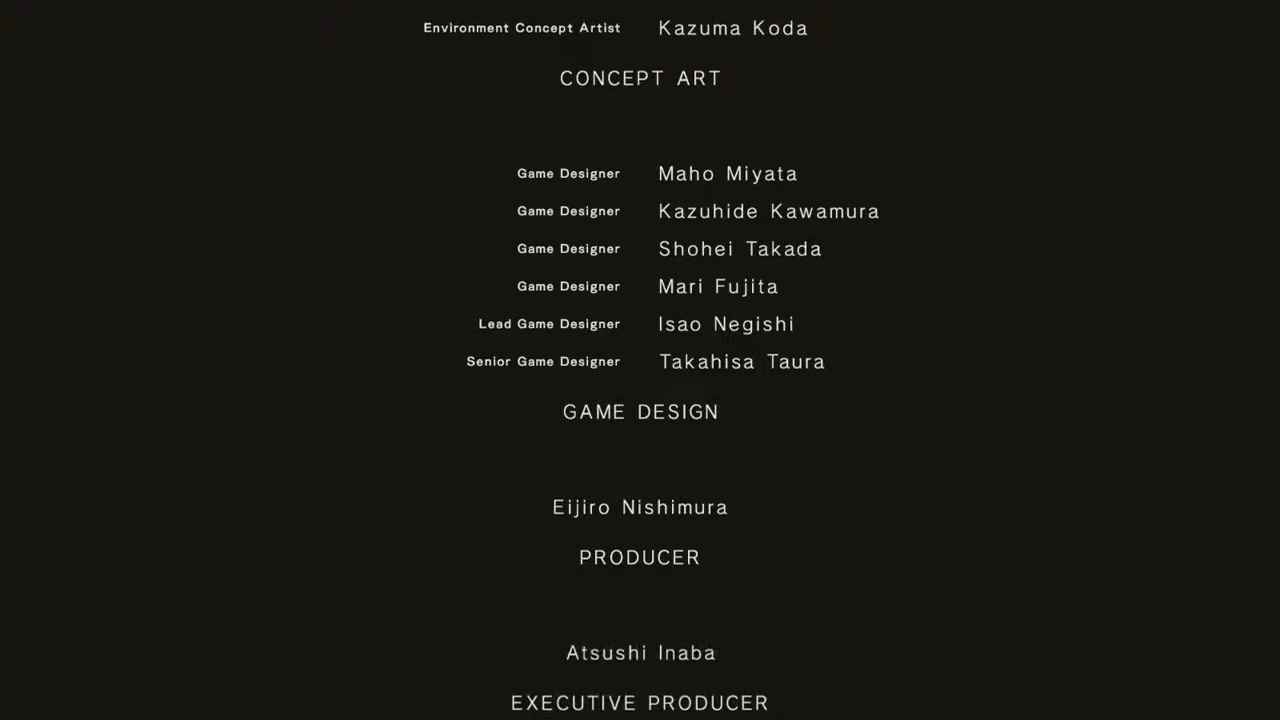 Environment Concept Artist Kazuma Koda
CONCEPT ART
Game Designer Maho Miyata
Game Designer Kazuhide Kawamura
Game Designer Shohei Takada
Game Designer Mari Fujita
Lead Game Designer Isao Negishi
Senior Game Designer Takahisa Taura
GAME DESIGN
Eijiro Nishimura
PRODUCER
Atsushi Inaba
EXECUTIVE PRODUCER